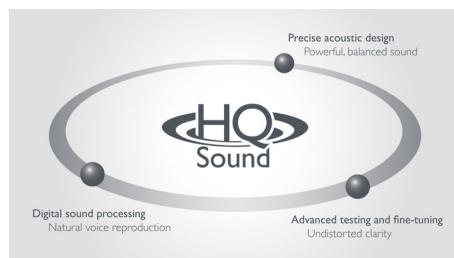 Precise acoustic design
Powerful, balanced sound
HQ
Sound
Digital sound processing
Natural voice reproduction
Advanced testing and fine-tuning
Undistorted clarity